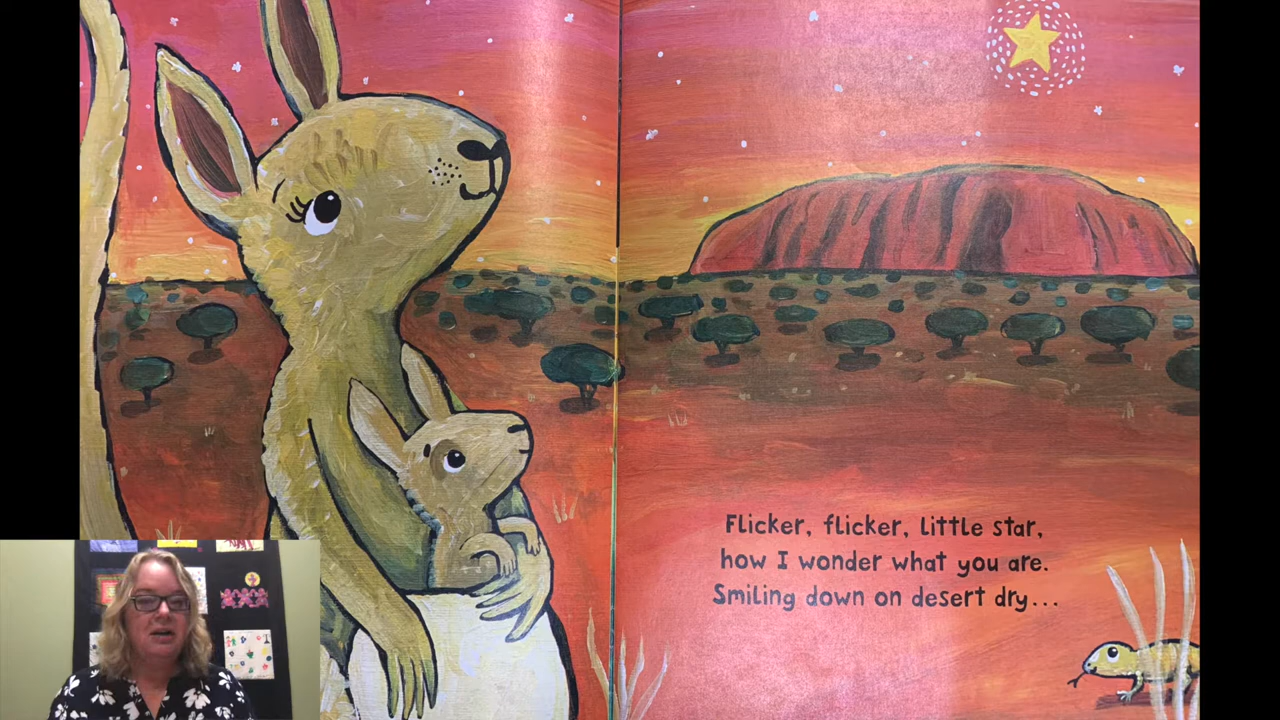 Flicker, flicker, little star,
how I wonder what you are.
Smiling down on desert dry...